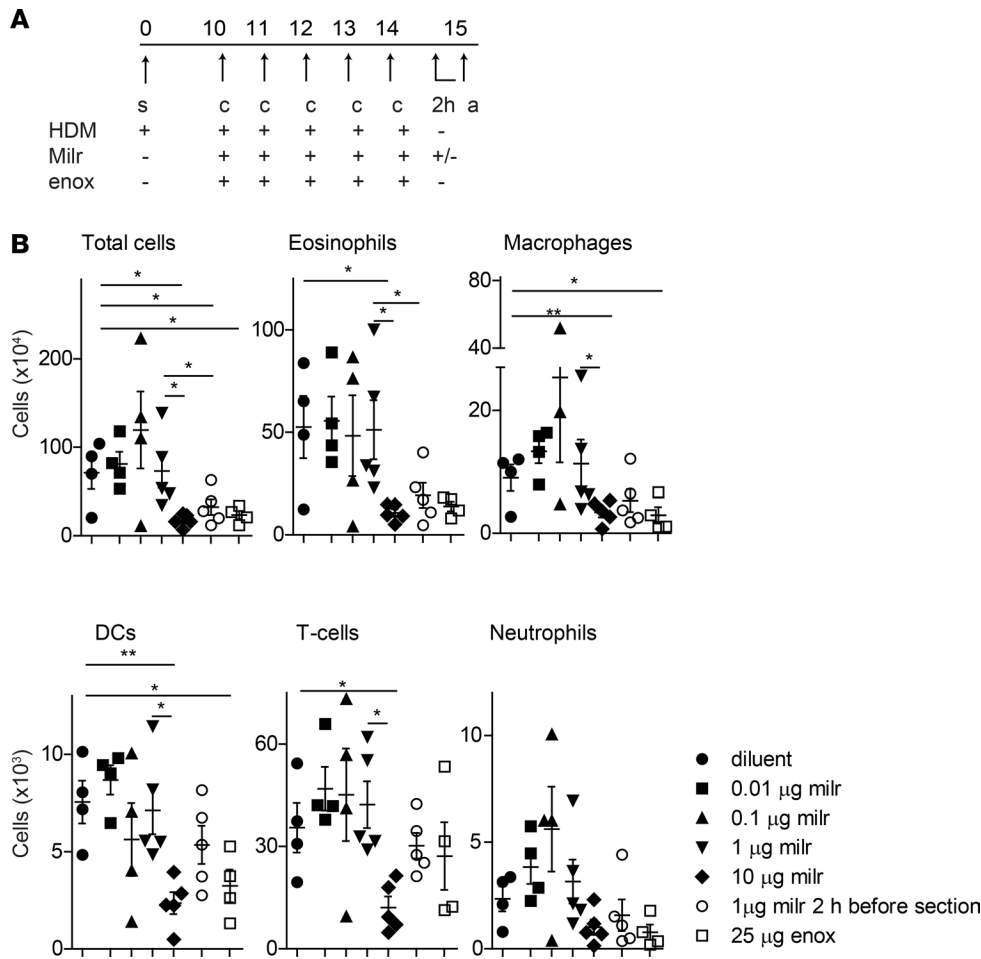 A
0 10 11 12 13 14 15
s c c c c c 2h a
HDM + + + + + + -
Milr - + + + + + +/-
enox - + + + + + -
B
Total cells Eosinophils Macrophages
Cells (x10⁴)
* * * * *
200
100
0
* * *
100
50
0
* ** *
80
40
20
0
DCs T-cells Neutrophils
Cells (x10³)
** * *
10
5
0
* *
60
30
0
10
5
0
diluent
0.01 µg milr
0.1 µg milr
1 µg milr
10 µg milr
1µg milr 2 h before section
25 µg enox